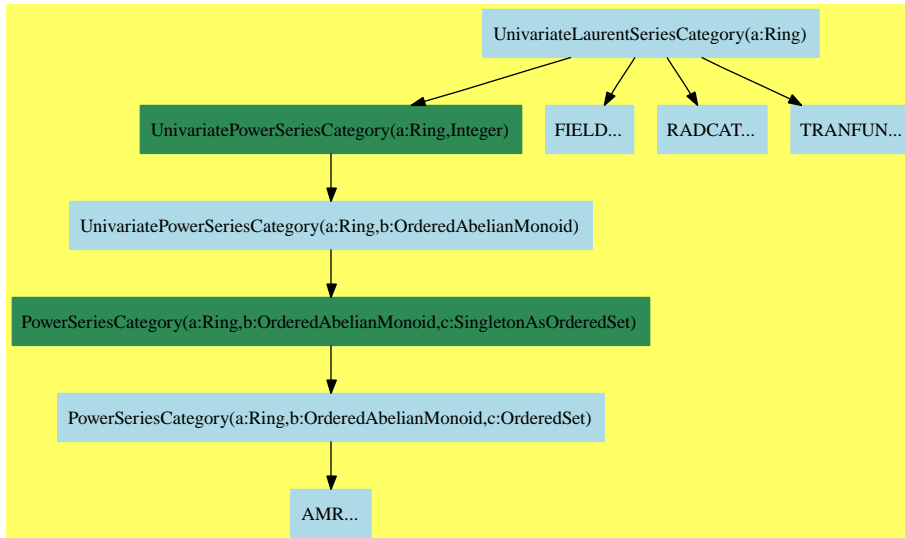 UnivariateLaurentSeriesCategory(a:Ring)
UnivariatePowerSeriesCategory(a:Ring,Integer)
FIELD...
RADCAT...
TRANFUN...
UnivariatePowerSeriesCategory(a:Ring,b:OrderedAbelianMonoid)
PowerSeriesCategory(a:Ring,b:OrderedAbelianMonoid,c:SingletonAsOrderedSet)
PowerSeriesCategory(a:Ring,b:OrderedAbelianMonoid,c:OrderedSet)
AMR...